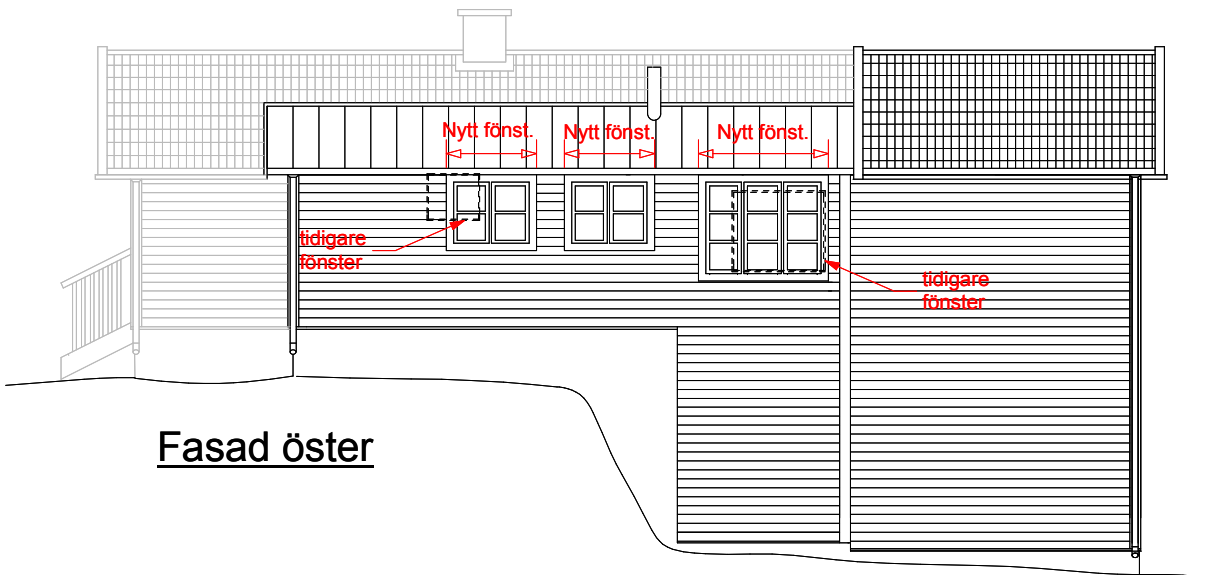 Nytt fönst.
Nytt fönst.
Nytt fönst.
tidigare
fönster
tidigare
fönster
Fasad öster